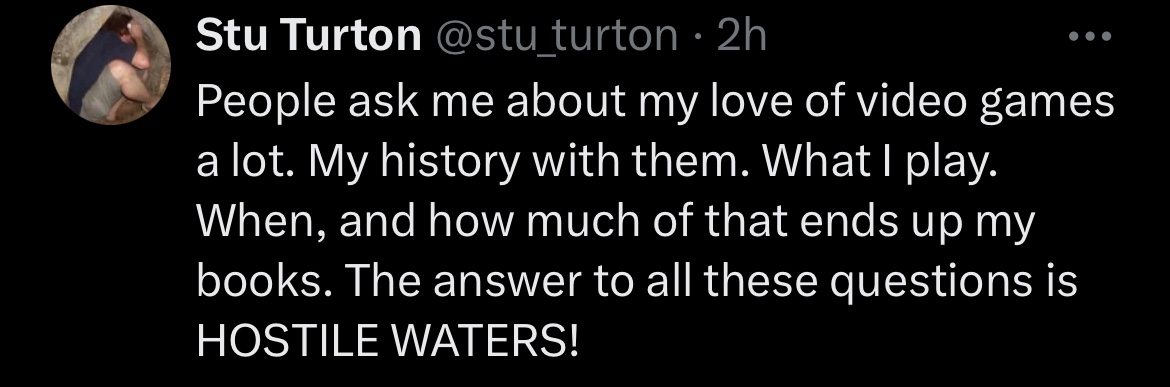 Stu Turton @stu_turton · 2h
People ask me about my love of video games
a lot. My history with them. What I play.
When, and how much of that ends up my
books. The answer to all these questions is
HOSTILE WATERS!